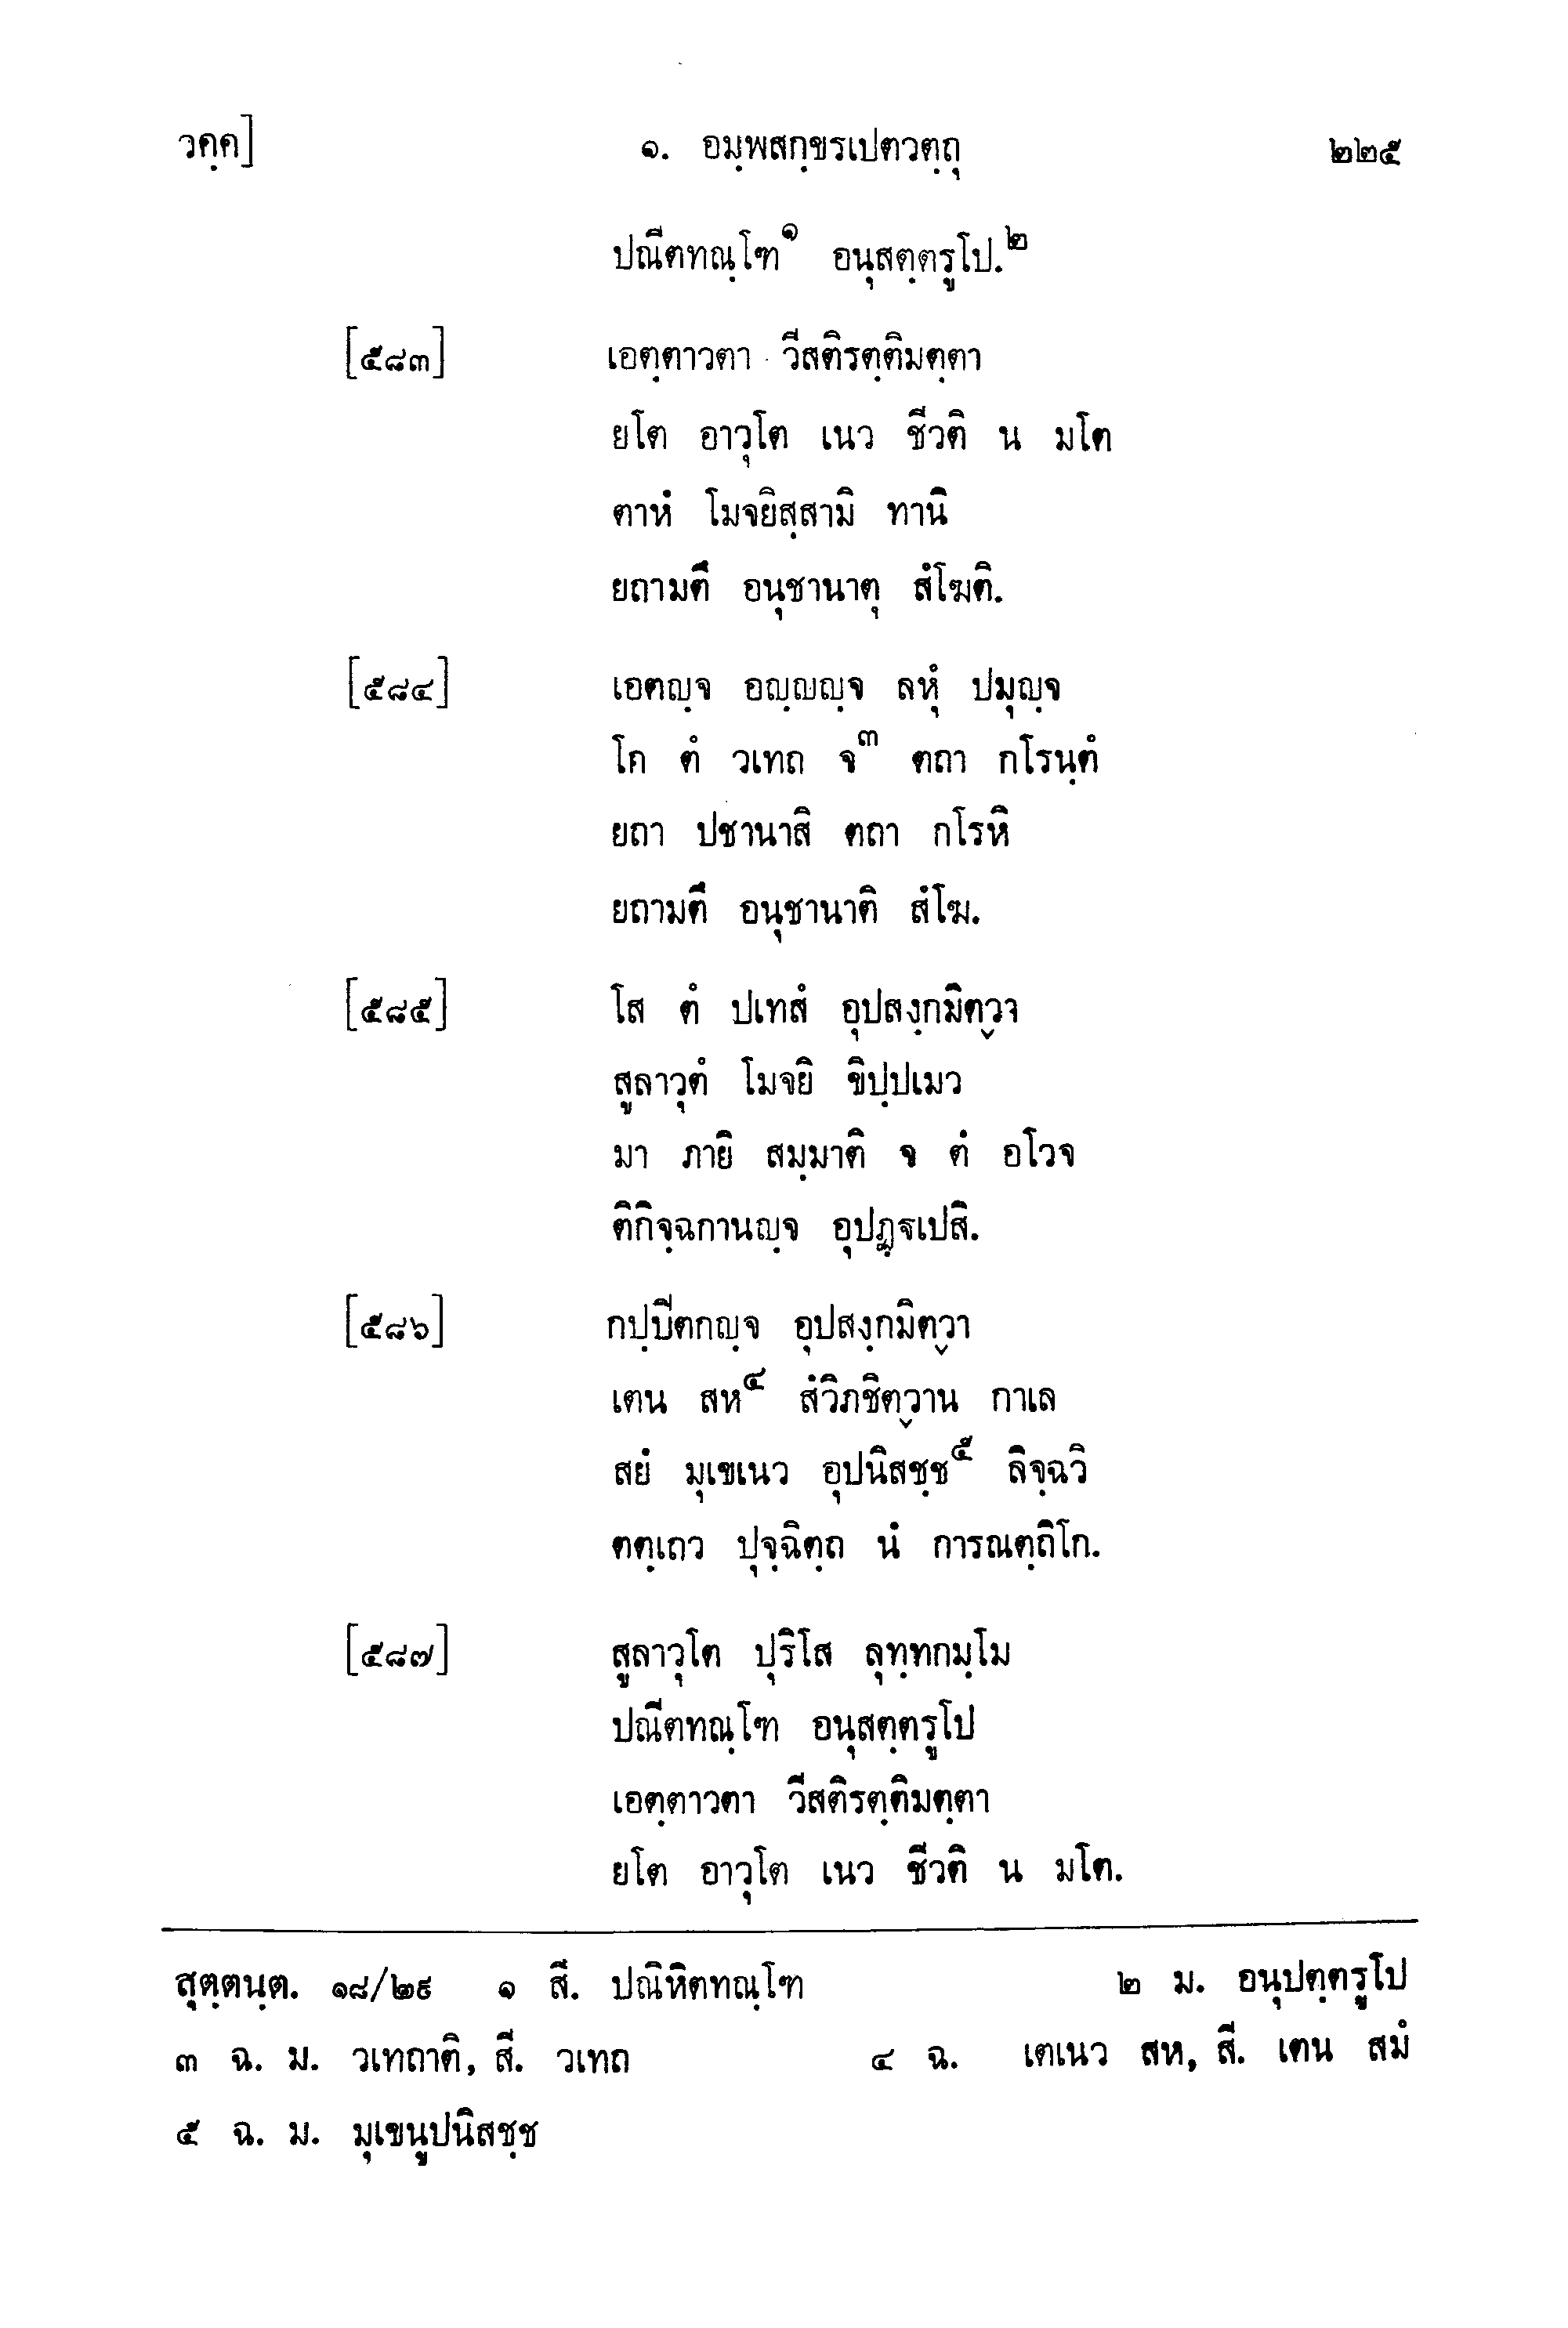 วคฺค] ๑. อมฺพสกฺขรเปตวตฺถุ ๒๒๕
ปณีตทณฺโฑ๑ อนุสตฺตรูโป.๒
[๕๘๓] เอตฺตาวตา วีสติรตฺติมตฺตา
ยโต อาวุโต เนว ชีวติ น มโต
ตาหํ โมจยิสฺสามิ ทานิ
ยถามตึ อนุชานาตุ สํโฆติ.
[๕๘๔] เอตญฺจ อญฺญญฺจ ลหุํ ปมุญฺจ
โก ตํ วเทถ จ๓ ตถา กโรนฺตํ
ยถา ปชานาสิ ตถา กโรหิ
ยถามตึ อนุชานาติ สํโฆ.
[๕๘๕] โส ตํ ปเทสํ อุปสงฺกมิตฺวา
สูลาวุตํ โมจยิ ขิปฺปเมว
มา ภายิ สมฺมาติ จ ตํ อโวจ
ติกิจฺฉกานญฺจ อุปฏฺฐเปสิ.
[๕๘๖] กปฺปีตกญฺจ อุปสงฺกมิตฺวา
เตน สห๔ สํวิภชิตฺวาน กาเล
สยํ มุเขเนว อุปนิสชฺช๕ ลิจฺฉวิ
ตตฺเถว ปุจฺฉิตฺถ นํ การณตฺถิโก.
[๕๘๗] สูลาวุโต ปุริโส ลุทฺทกมฺโม
ปณีตทณฺโฑ อนุสตฺตรูโป
เอตฺตาวตา วีสติรตฺติมตฺตา
ยโต อาวุโต เนว ชีวติ น มโต.
สุตฺตนฺต. ๑๘/๒๙ ๑ สี. ปณิหิตทณฺโฑ ๒ ม. อนุปตฺตรูโป
๓ ฉ. ม. วเทถาติ, สี. วเทถ ๔ ฉ. เตเนว สห, สี. เตน สมํ
๕ ฉ. ม. มุเขนูปนิสชฺช